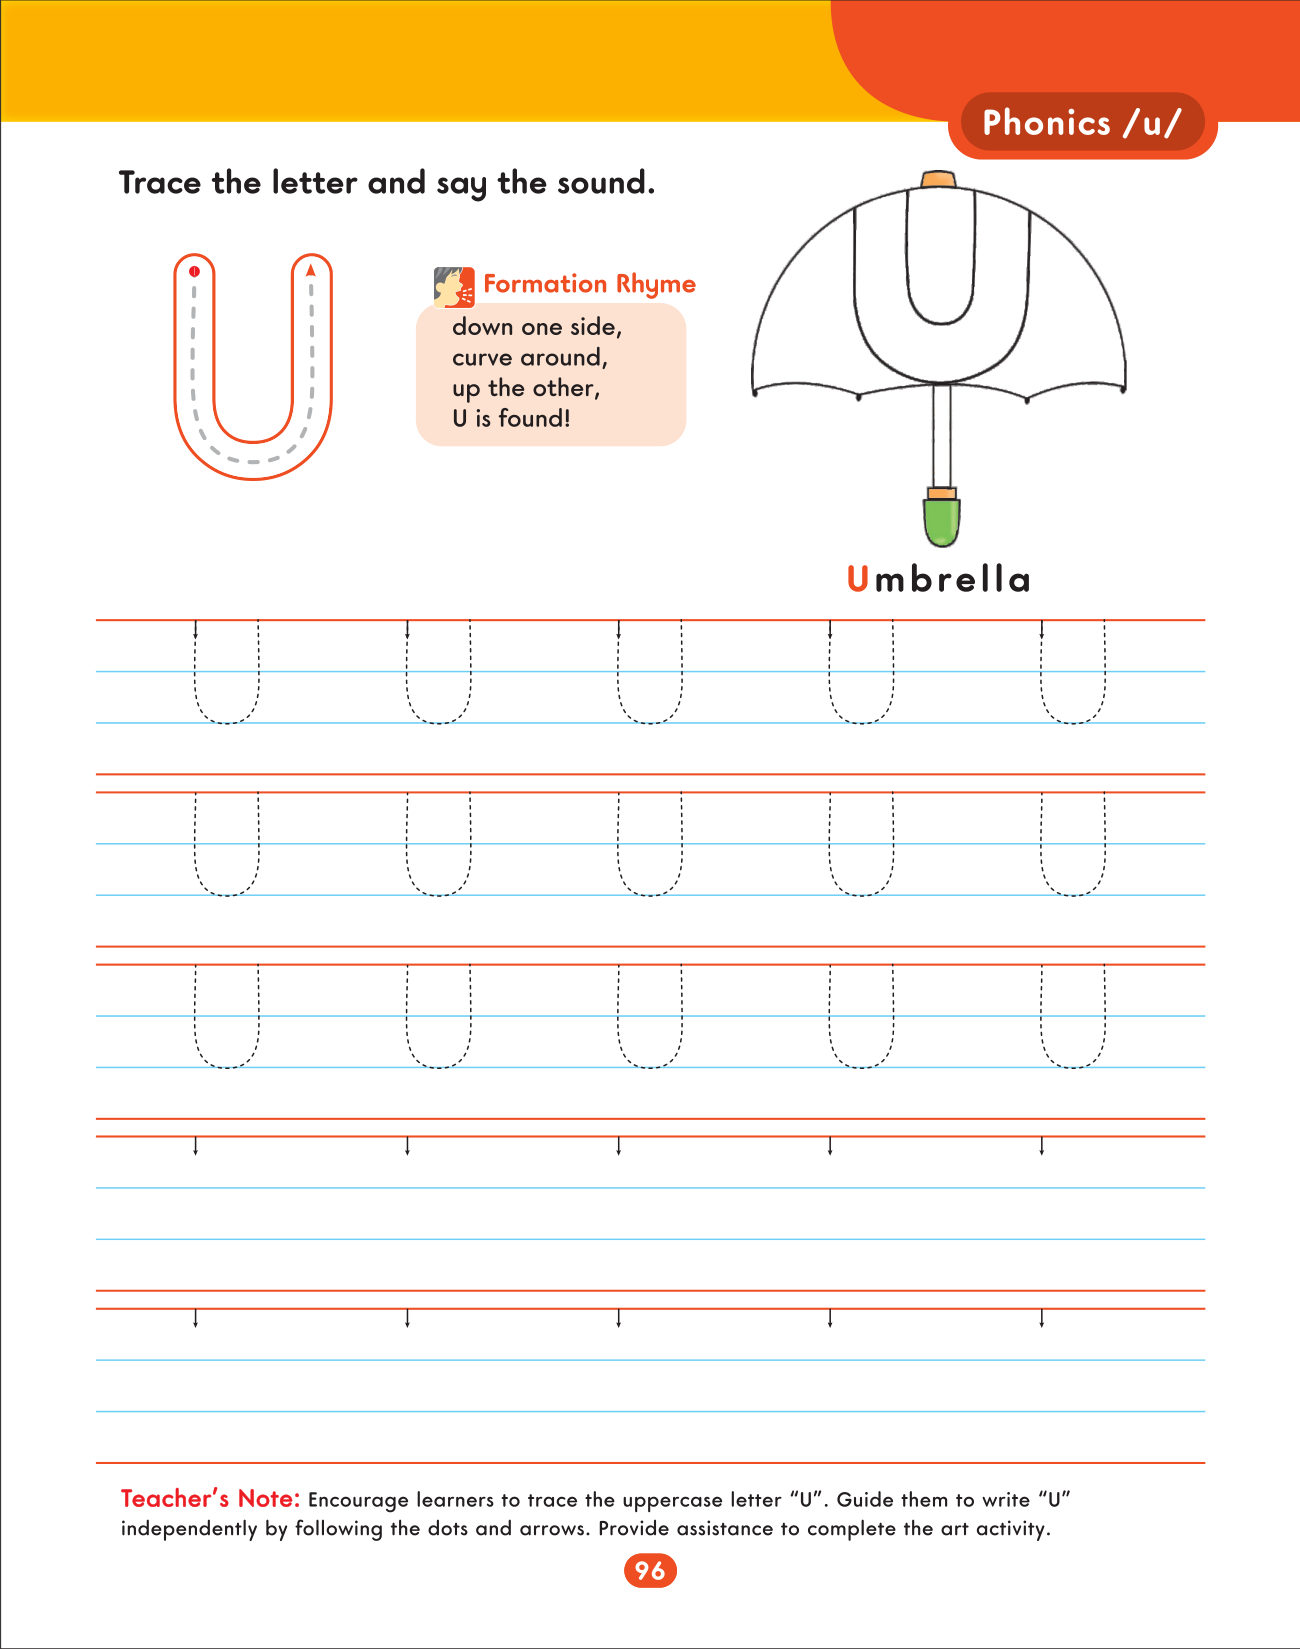 Phonics /u/
Trace the letter and say the sound.
U
Formation Rhyme
down one side,
curve around,
up the other,
U is found!
U
Umbrella
U U U U U
U U U U U
U U U U U
Teacher’s Note: Encourage learners to trace the uppercase letter “U”. Guide them to write “U”
independently by following the dots and arrows. Provide assistance to complete the art activity.
96